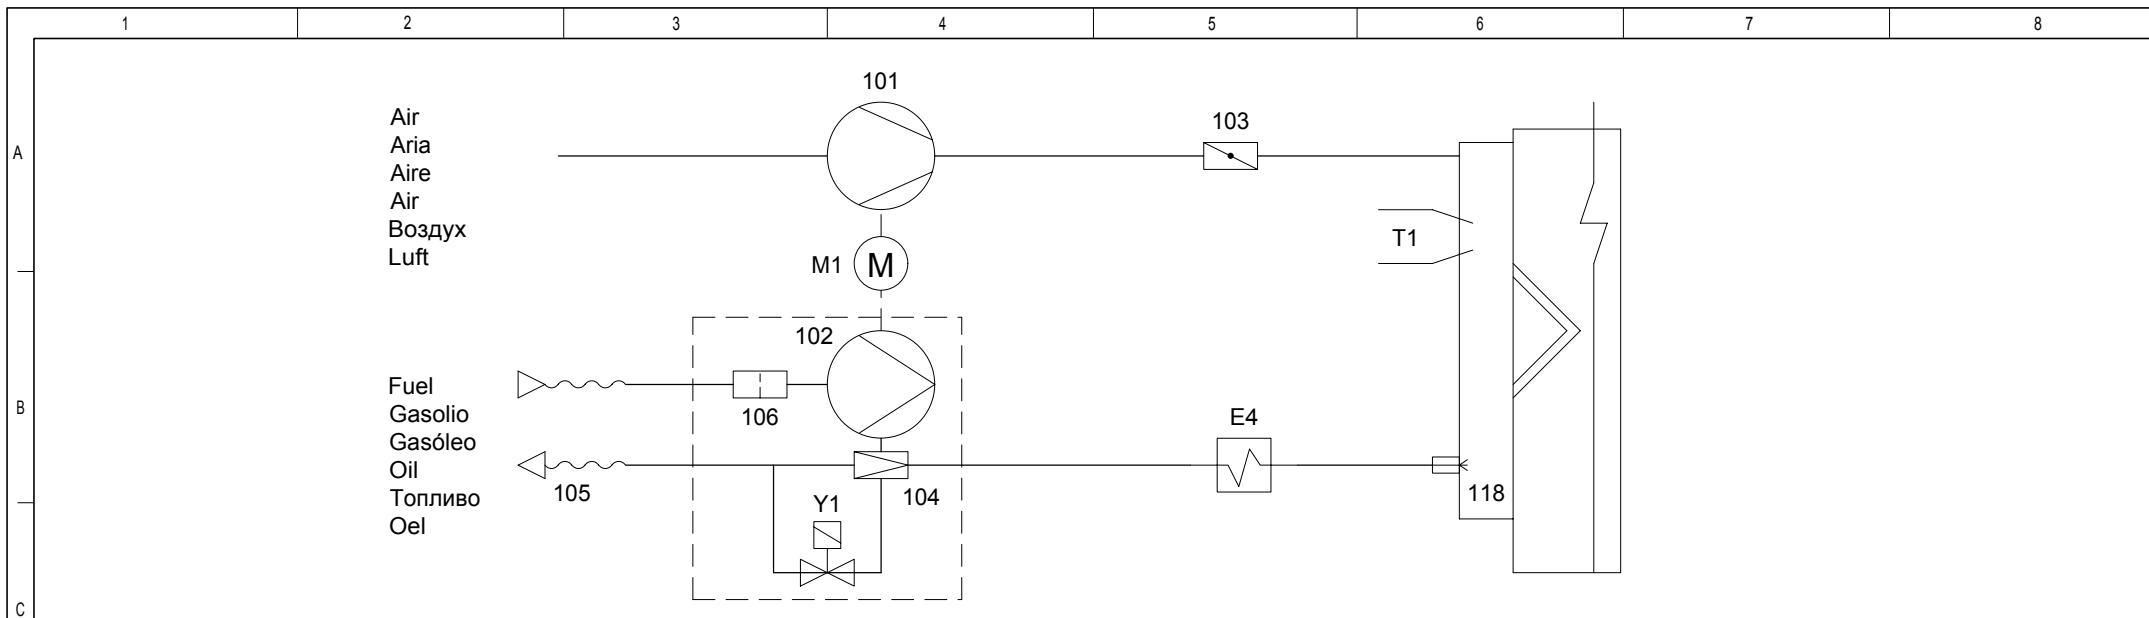 1 2 3 4 5 6 7 8
A
B
C
101
103
Air
Aria
Aire
Air
Воздух
Luft
T1
M1
M
102
106
Fuel
Gasolio
Gasóleo
Oil
Топливо
Oel
E4
105
104
118
Y1